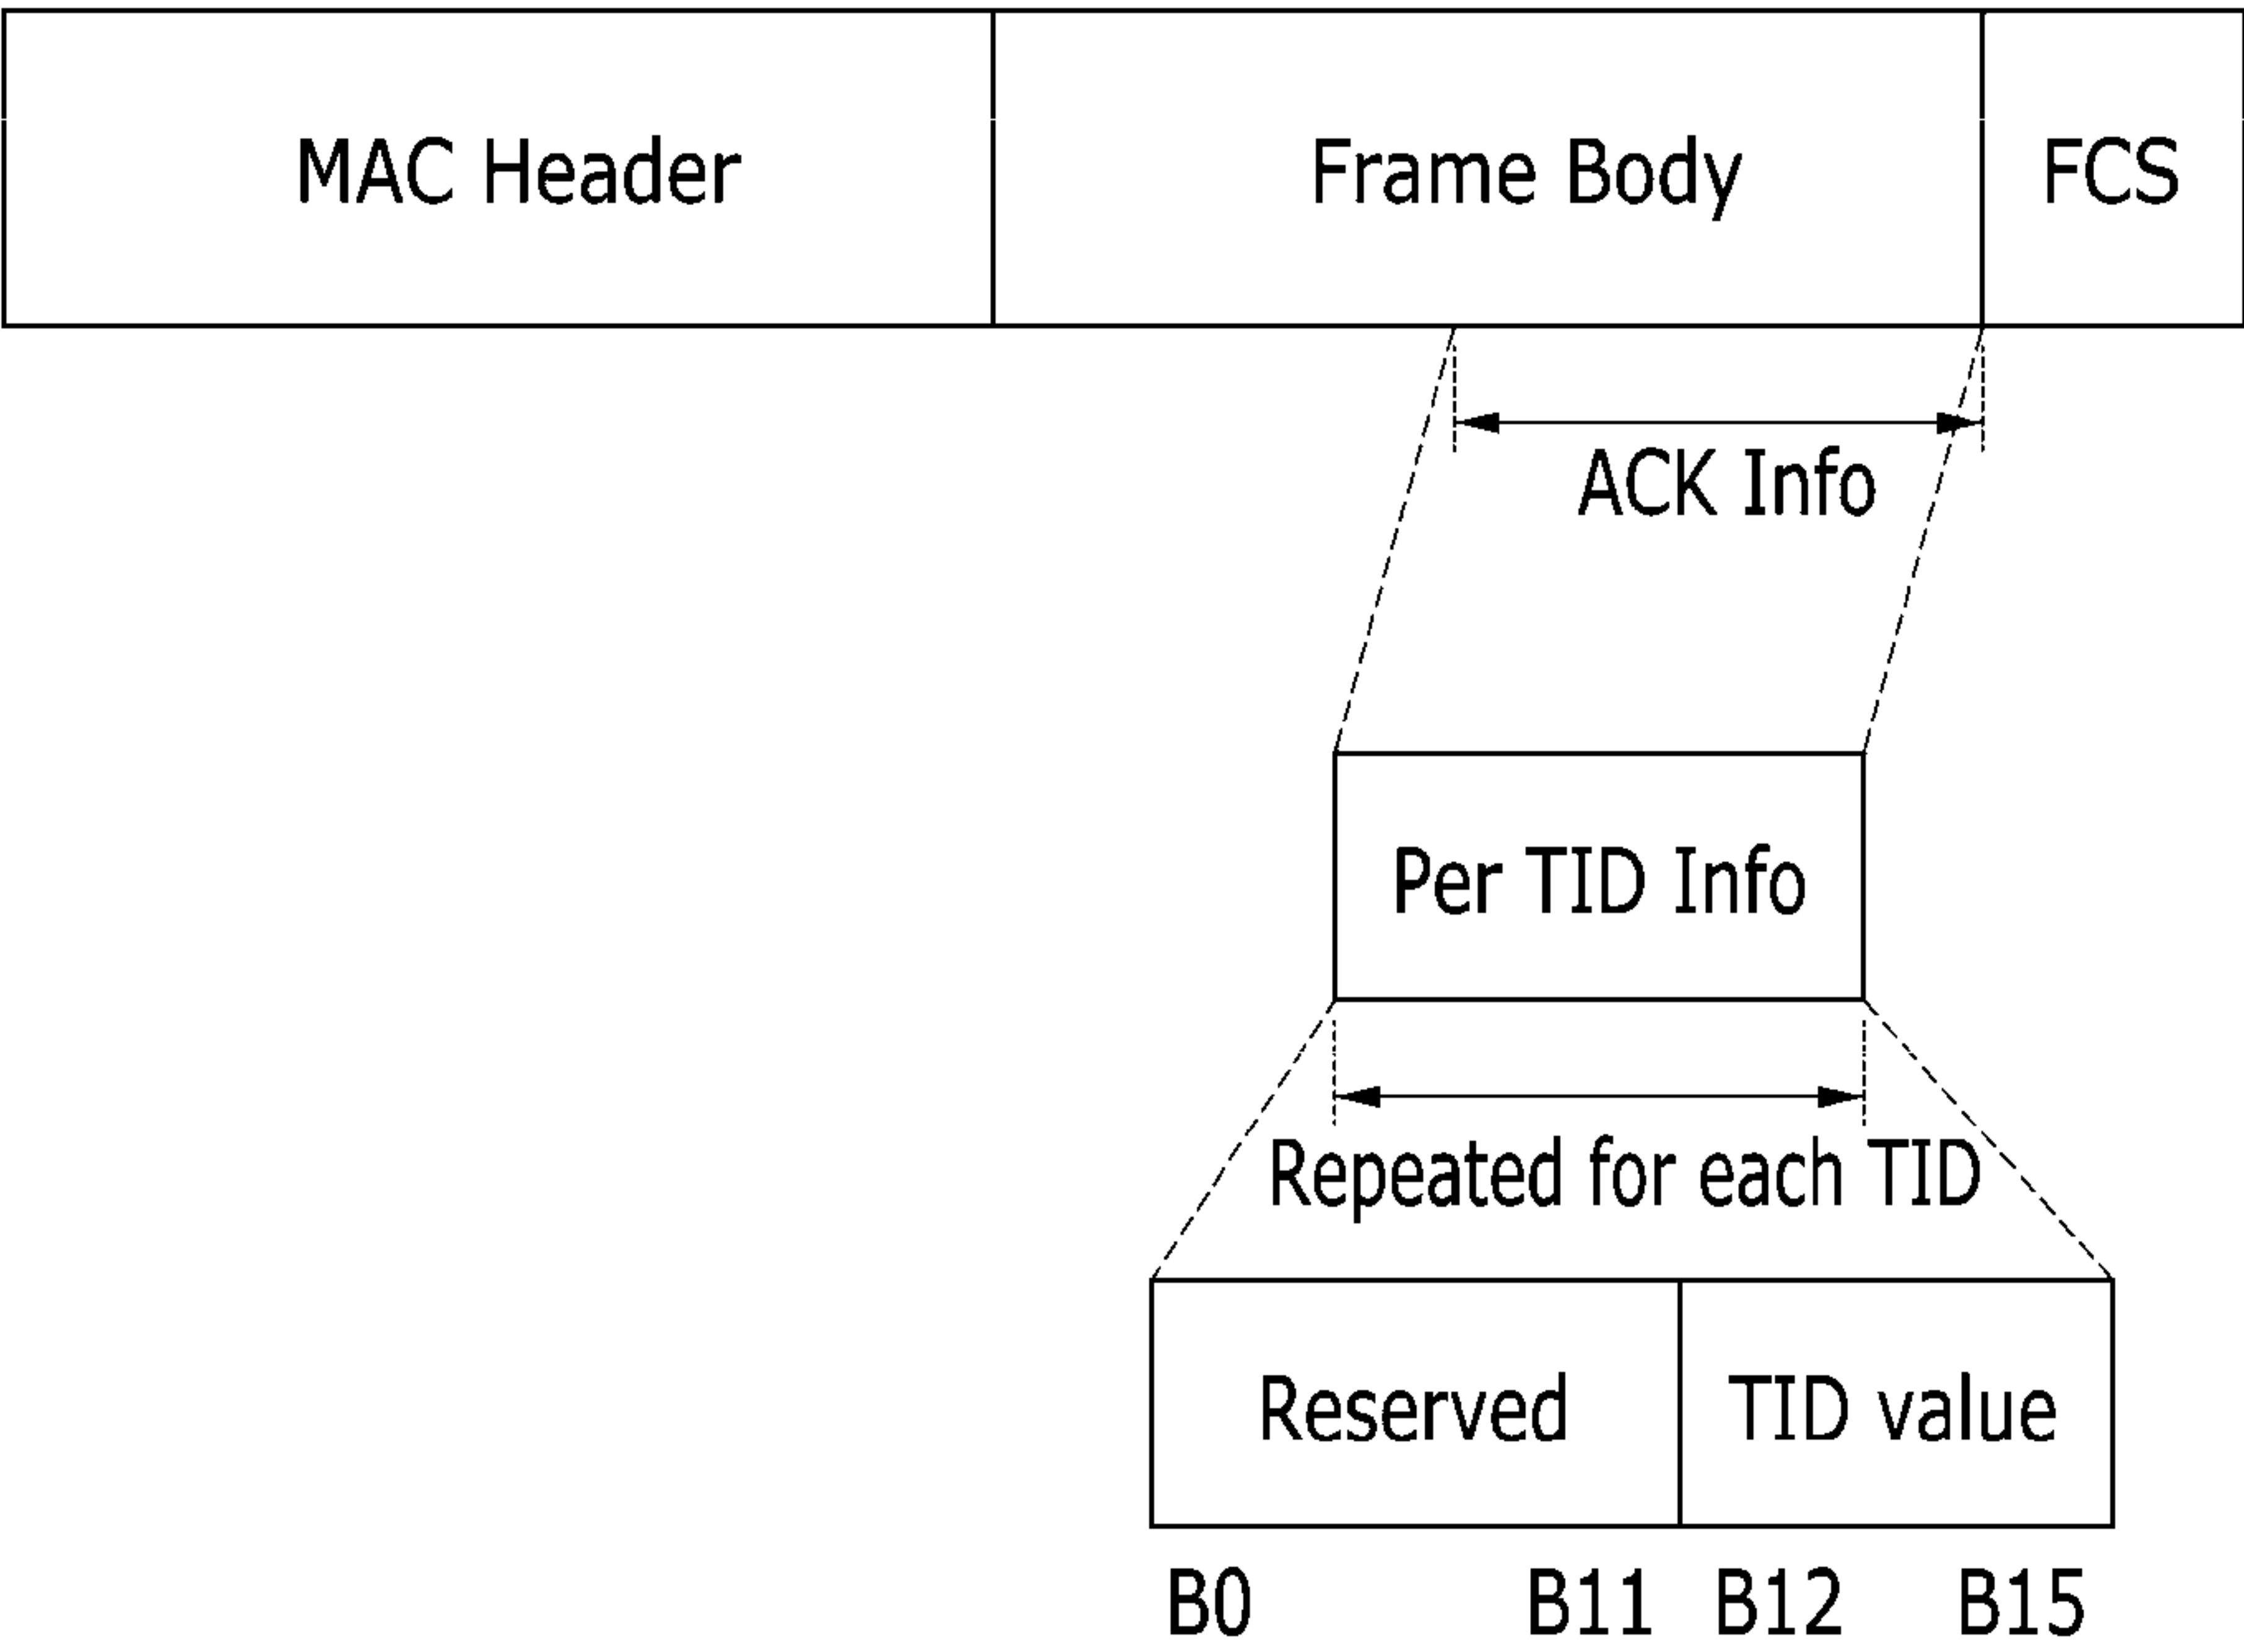 MAC Header Frame Body FCS
ACK Info
Per TID Info
Repeated for each TID
Reserved TID value
B0 B11 B12 B15